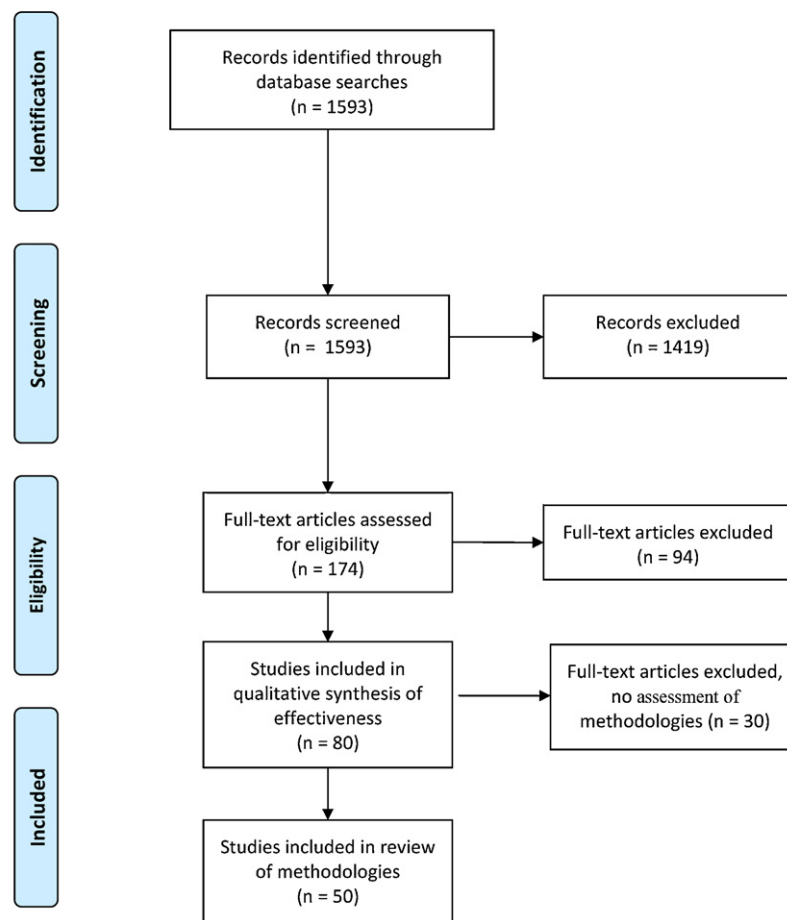 Identification
Records identified through
database searches
(n = 1593)
Screening
Records screened
(n = 1593)
Records excluded
(n = 1419)
Eligibility
Full-text articles assessed
for eligibility
(n = 174)
Full-text articles excluded
(n = 94)
Studies included in
qualitative synthesis of
effectiveness
(n = 80)
Full-text articles excluded,
no assessment of
methodologies (n = 30)
Included
Studies included in review
of methodologies
(n = 50)